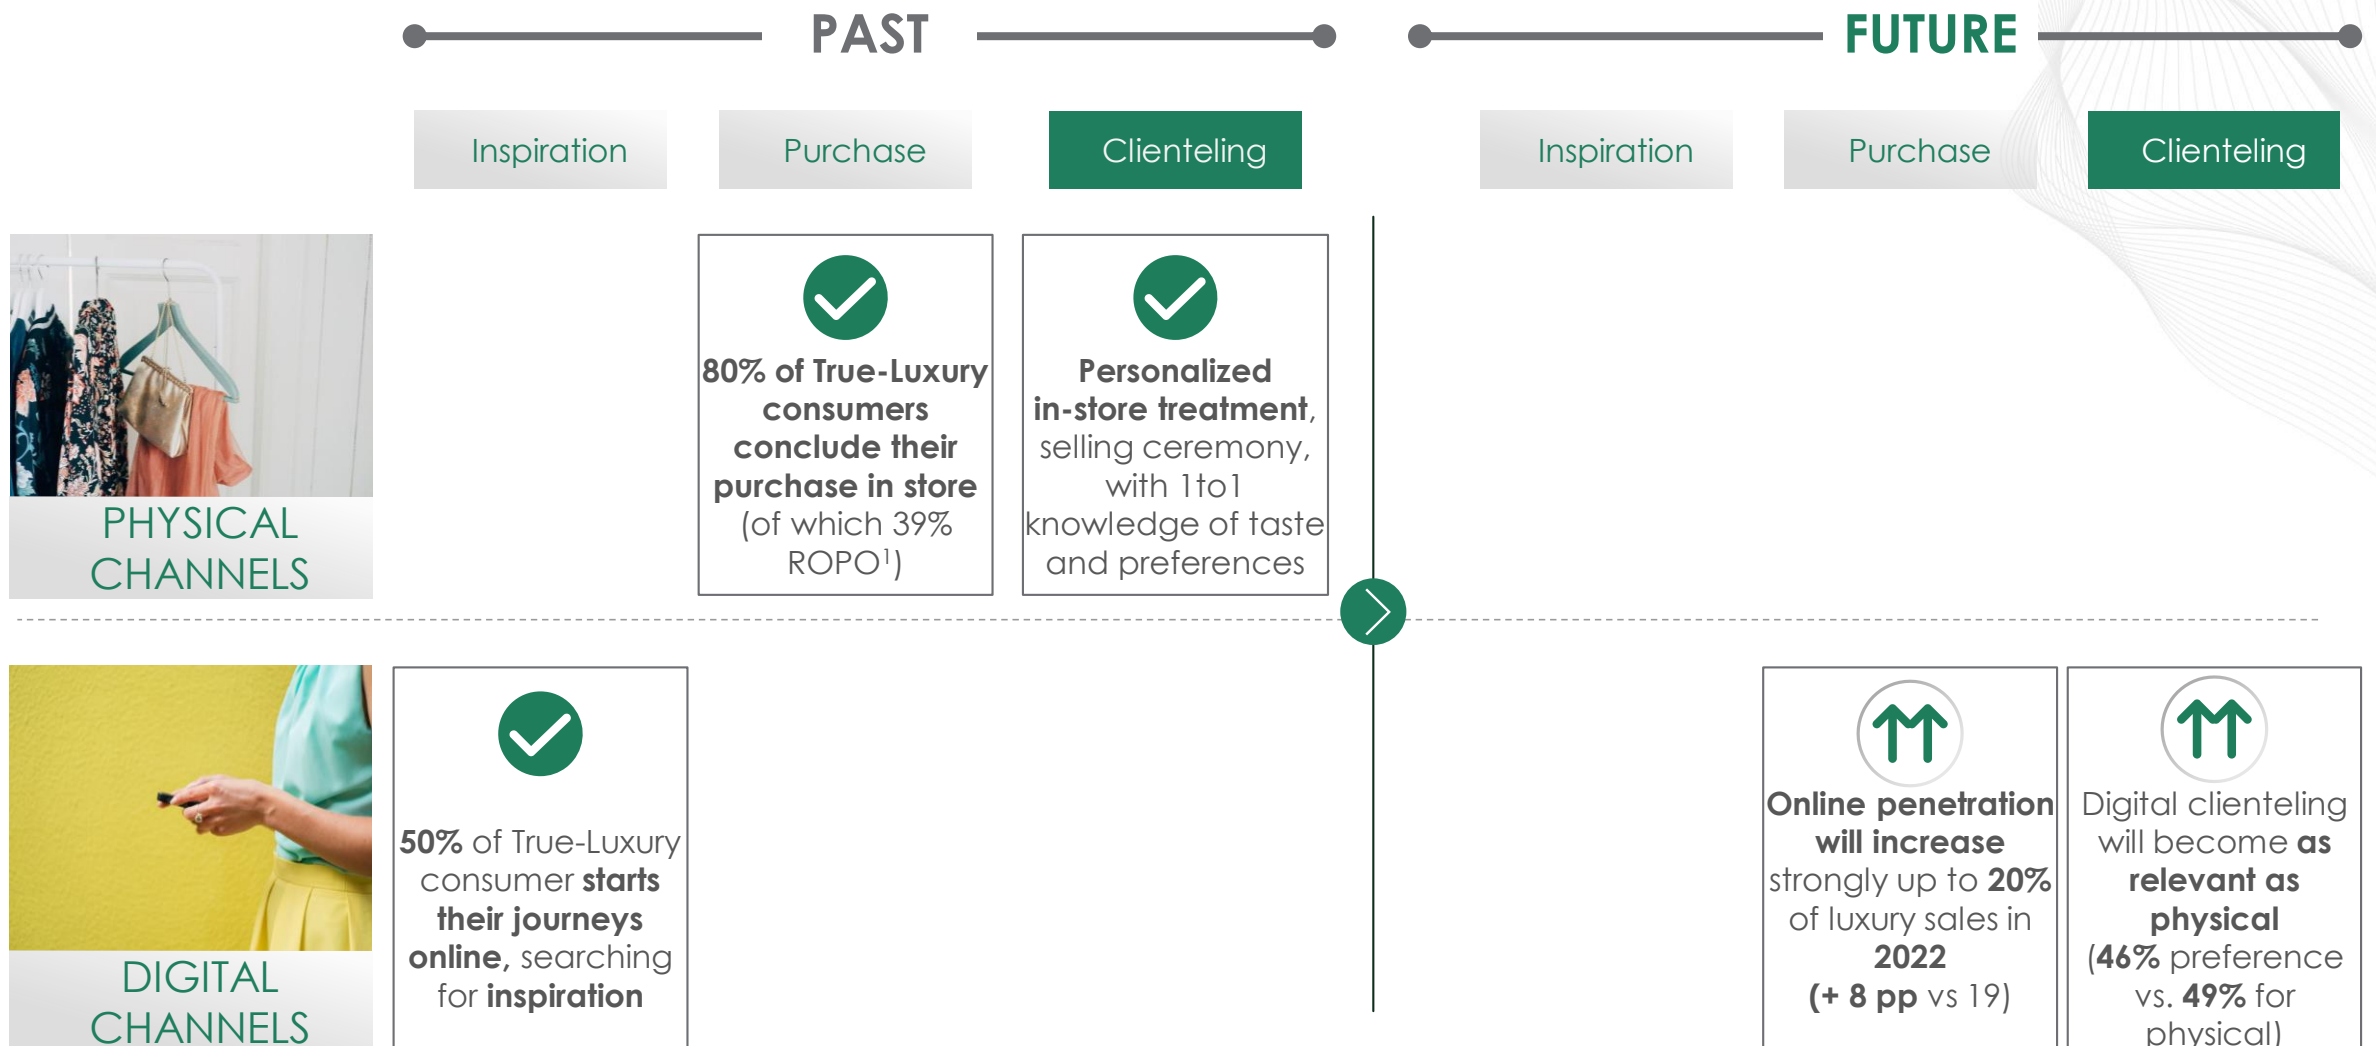 PAST
FUTURE
Inspiration
Purchase
Clienteling
Inspiration
Purchase
Clienteling
PHYSICAL
CHANNELS
80% of True-Luxury
consumers
conclude their
purchase in store
(of which 39%
ROPO¹)
Personalized
in-store treatment,
selling ceremony,
with 1to1
knowledge of taste
and preferences
DIGITAL
CHANNELS
50% of True-Luxury
consumer starts
their journeys
online, searching
for inspiration
Online penetration
will increase
strongly up to 20%
of luxury sales in
2022
(+ 8 pp vs 19)
Digital clienteling
will become as
relevant as
physical
(46% preference
vs. 49% for
physical)